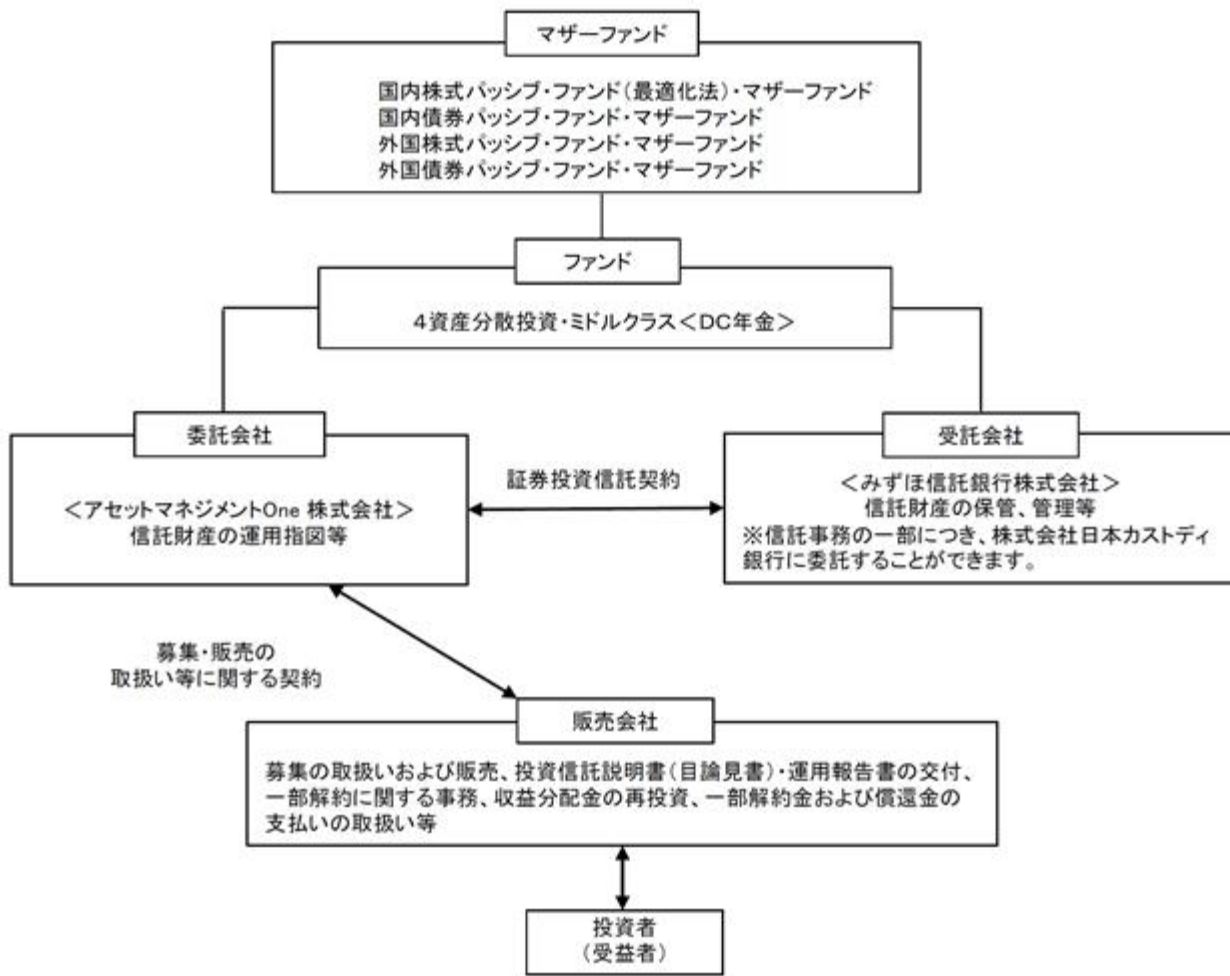 マザーファンド
国内株式パッシブ・ファンド(最適化法)・マザーファンド
国内債券パッシブ・ファンド・マザーファンド
外国株式パッシブ・ファンド・マザーファンド
外国債券パッシブ・ファンド・マザーファンド
ファンド
4資産分散投資・ミドルクラス<DC年金>
委託会社
<アセットマネジメントOne 株式会社>
信託財産の運用指図等
証券投資信託契約
受託会社
<みずほ信託銀行株式会社>
信託財産の保管、管理等
※信託事務の一部につき、株式会社日本カストディ
銀行に委託することができます。
募集・販売の
取扱い等に関する契約
販売会社
募集の取扱いおよび販売、投資信託説明書(目論見書)・運用報告書の交付、
一部解約に関する事務、収益分配金の再投資、一部解約金および償還金の
支払いの取扱い等
投資者
(受益者)